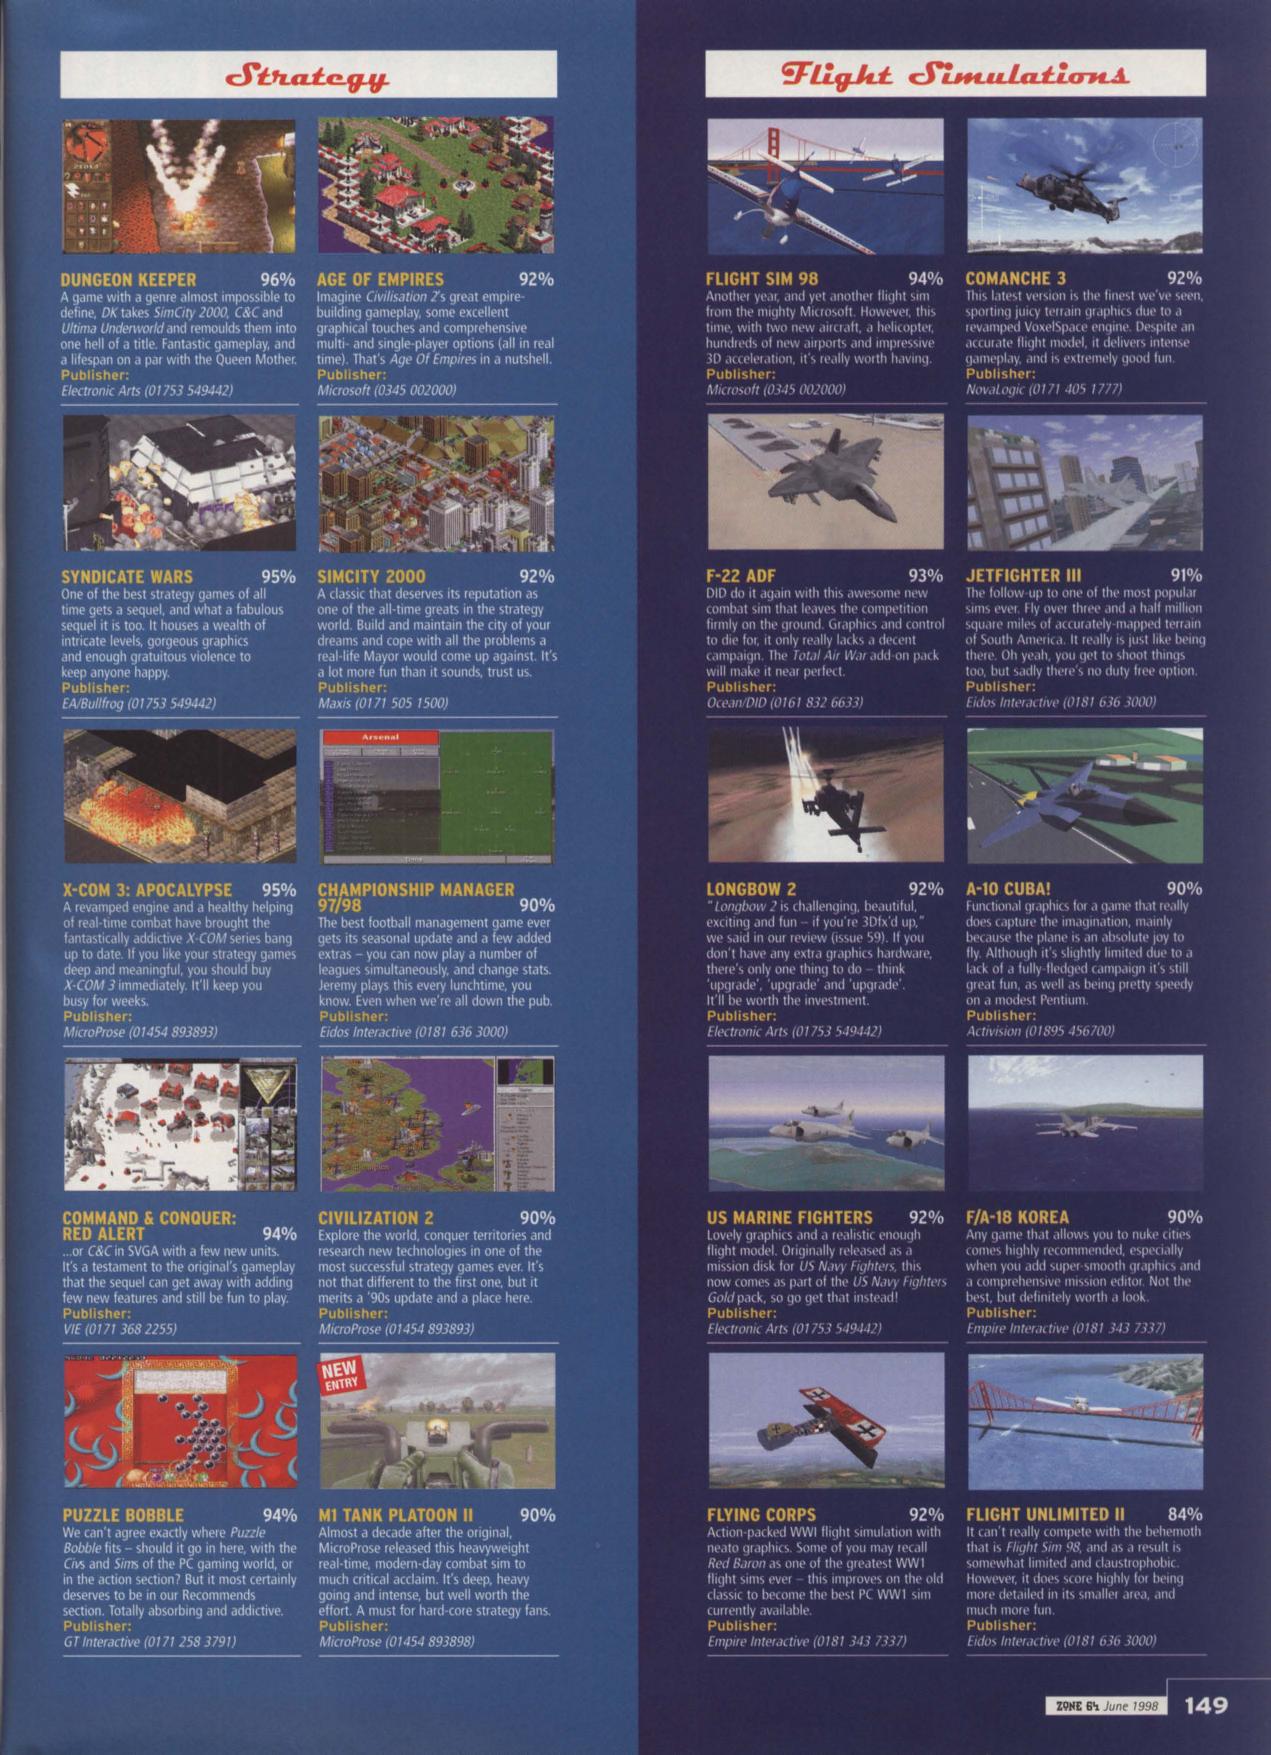 Strategy
DUNGEON KEEPER 96%
A game with a genre almost impossible to
define, DK takes SimCity 2000, C&C and
Ultima Underworld and remoulds them into
one hell of a title. Fantastic gameplay, and
a lifespan on a par with the Queen Mother.
Publisher:
Electronic Arts (01753 549442)
SYNDICATE WARS 95%
One of the best strategy games of all
time gets a sequel, and what a fabulous
sequel it is too. It houses a wealth of
intricate levels, gorgeous graphics
and enough gratuitous violence to
keep anyone happy.
Publisher:
EA/Bullfrog (01753 549442)
X-COM 3: APOCALYPSE 95%
A revamped engine and a healthy helping
of real-time combat have brought the
fantastically addictive X-COM series bang
up to date. If you like your strategy games
deep and meaningful, you should buy
X-COM 3 immediately. It'll keep you
busy for weeks.
Publisher:
MicroProse (01454 893893)
COMMAND & CONQUER:
RED ALERT 94%
...or C&C in SVGA with a few new units.
It's a testament to the original's gameplay
that the sequel can get away with adding
few new features and still be fun to play.
Publisher:
VIE (0171 368 2255)
PUZZLE BOBBLE 94%
We can't agree exactly where Puzzle
Bobble fits – should it go in here, with the
Civs and Sims of the PC gaming world, or
in the action section? But it most certainly
deserves to be in our Recommends
section. Totally absorbing and addictive.
Publisher:
GT Interactive (0171 258 3791)
AGE OF EMPIRES 92%
Imagine Civilisation 2's great empire-
building gameplay, some excellent
graphical touches and comprehensive
multi- and single-player options (all in real
time). That's Age Of Empires in a nutshell.
Publisher:
Microsoft (0345 002000)
SIMCITY 2000 92%
A classic that deserves its reputation as
one of the all-time greats in the strategy
world. Build and maintain the city of your
dreams and cope with all the problems a
real-life Mayor would come up against. It's
a lot more fun than it sounds, trust us.
Publisher:
Maxis (0171 505 1500)
Arsenal
CHAMPIONSHIP MANAGER
97/98 90%
The best football management game ever
gets its seasonal update and a few added
extras – you can now play a number of
leagues simultaneously, and change stats.
Jeremy plays this every lunchtime, you
know. Even when we're all down the pub.
Publisher:
Eidos Interactive (0181 636 3000)
CIVILIZATION 2 90%
Explore the world, conquer territories and
research new technologies in one of the
most successful strategy games ever. It's
not that different to the first one, but it
merits a '90s update and a place here.
Publisher:
MicroProse (01454 893893)
NEW
ENTRY
M1 TANK PLATOON II 90%
Almost a decade after the original,
MicroProse released this heavyweight
real-time, modern-day combat sim to
much critical acclaim. It's deep, heavy
going and intense, but well worth the
effort. A must for hard-core strategy fans.
Publisher:
MicroProse (01454 893898)
Flight Simulations
FLIGHT SIM 98 94%
Another year, and yet another flight sim
from the mighty Microsoft. However, this
time, with two new aircraft, a helicopter,
hundreds of new airports and impressive
3D acceleration, it's really worth having.
Publisher:
Microsoft (0345 002000)
F-22 ADF 93%
DID do it again with this awesome new
combat sim that leaves the competition
firmly on the ground. Graphics and control
to die for, it only really lacks a decent
campaign. The Total Air War add-on pack
will make it near perfect.
Publisher:
Ocean/DID (0161 832 6633)
LONGBOW 2 92%
"Longbow 2 is challenging, beautiful,
exciting and fun – if you're 3Dfx'd up,"
we said in our review (issue 59). If you
don't have any extra graphics hardware,
there's only one thing to do – think
'upgrade', 'upgrade' and 'upgrade'.
It'll be worth the investment.
Publisher:
Electronic Arts (01753 549442)
US MARINE FIGHTERS 92%
Lovely graphics and a realistic enough
flight model. Originally released as a
mission disk for US Navy Fighters, this
now comes as part of the US Navy Fighters
Gold pack, so go get that instead!
Publisher:
Electronic Arts (01753 549442)
FLYING CORPS 92%
Action-packed WWI flight simulation with
neato graphics. Some of you may recall
Red Baron as one of the greatest WW1
flight sims ever – this improves on the old
classic to become the best PC WW1 sim
currently available.
Publisher:
Empire Interactive (0181 343 7337)
COMANCHE 3 92%
This latest version is the finest we've seen,
sporting juicy terrain graphics due to a
revamped VoxelSpace engine. Despite an
accurate flight model, it delivers intense
gameplay, and is extremely good fun.
Publisher:
NovaLogic (0171 405 1777)
JETFIGHTER III 91%
The follow-up to one of the most popular
sims ever. Fly over three and a half million
square miles of accurately-mapped terrain
of South America. It really is just like being
there. Oh yeah, you get to shoot things
too, but sadly there's no duty free option.
Publisher:
Eidos Interactive (0181 636 3000)
A-10 CUBA! 90%
Functional graphics for a game that really
does capture the imagination, mainly
because the plane is an absolute joy to
fly. Although it's slightly limited due to a
lack of a fully-fledged campaign it's still
great fun, as well as being pretty speedy
on a modest Pentium.
Publisher:
Activision (01895 456700)
F/A-18 KOREA 90%
Any game that allows you to nuke cities
comes highly recommended, especially
when you add super-smooth graphics and
a comprehensive mission editor. Not the
best, but definitely worth a look.
Publisher:
Empire Interactive (0181 343 7337)
FLIGHT UNLIMITED II 84%
It can't really compete with the behemoth
that is Flight Sim 98, and as a result is
somewhat limited and claustrophobic.
However, it does score highly for being
more detailed in its smaller area, and
much more fun.
Publisher:
Eidos Interactive (0181 636 3000)
ZONE 64 June 1998 149